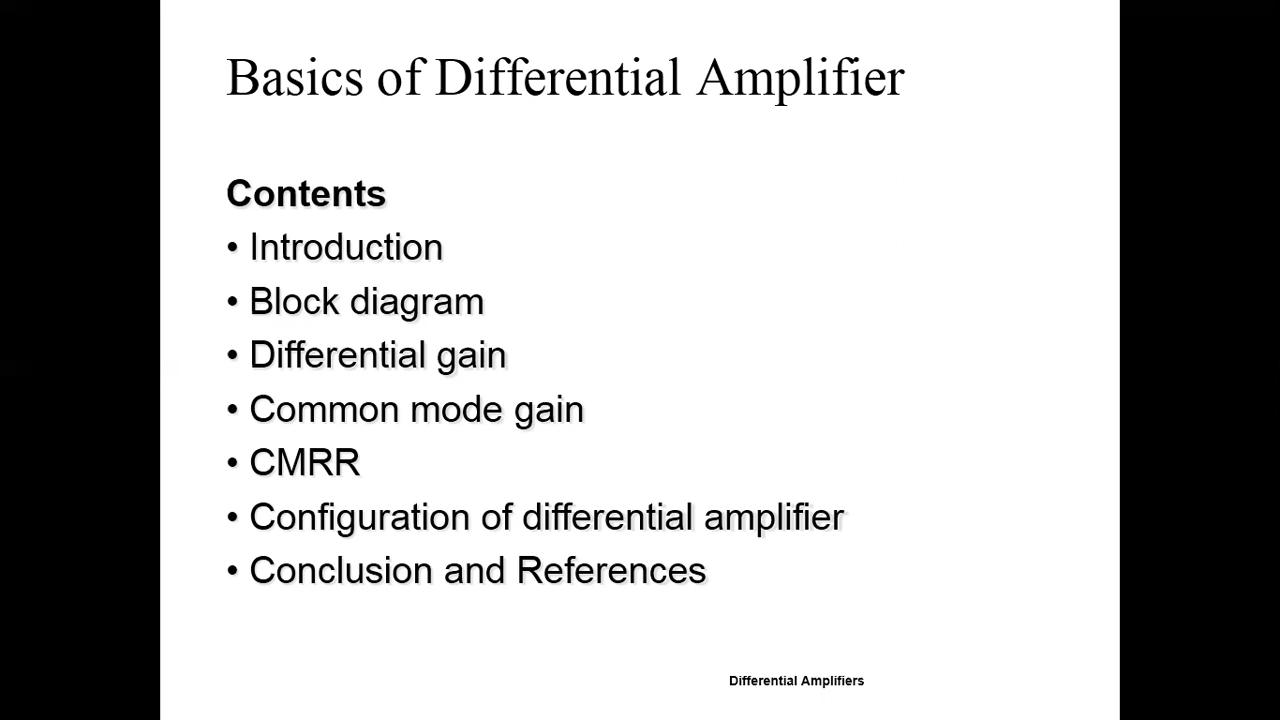 Basics of Differential Amplifier
Contents
• Introduction
• Block diagram
• Differential gain
• Common mode gain
• CMRR
• Configuration of differential amplifier
• Conclusion and References
Differential Amplifiers